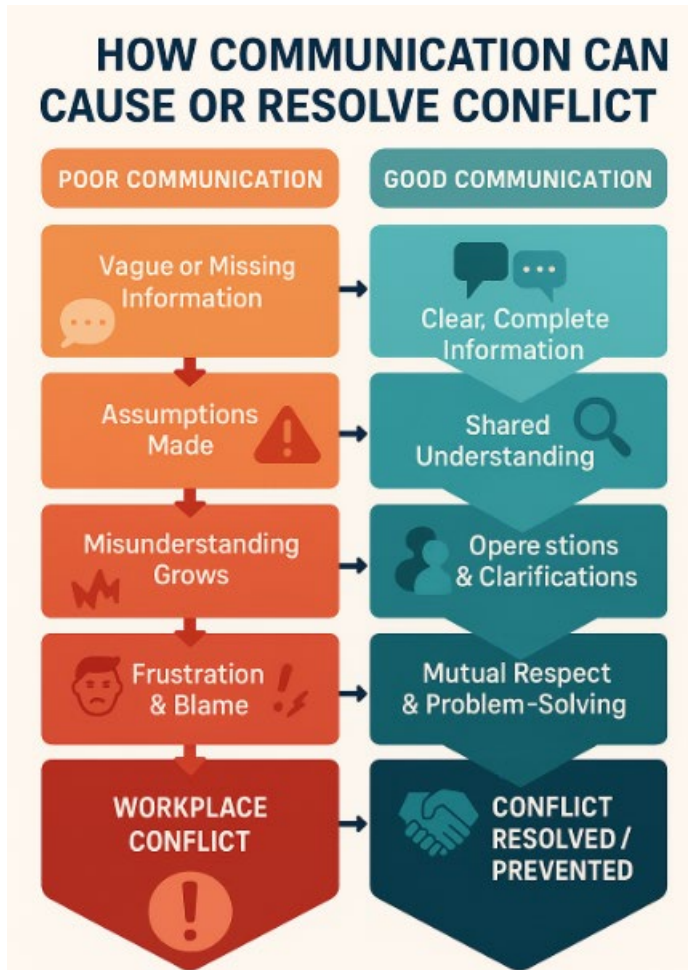 HOW COMMUNICATION CAN
CAUSE OR RESOLVE CONFLICT
POOR COMMUNICATION
GOOD COMMUNICATION
Vague or Missing
Information
Clear, Complete
Information
Assumptions
Made
Shared
Understanding
Misunderstanding
Grows
Opere stions
& Clarifications
Frustration
& Blame
Mutual Respect
& Problem-Solving
WORKPLACE
CONFLICT
CONFLICT
RESOLVED /
PREVENTED